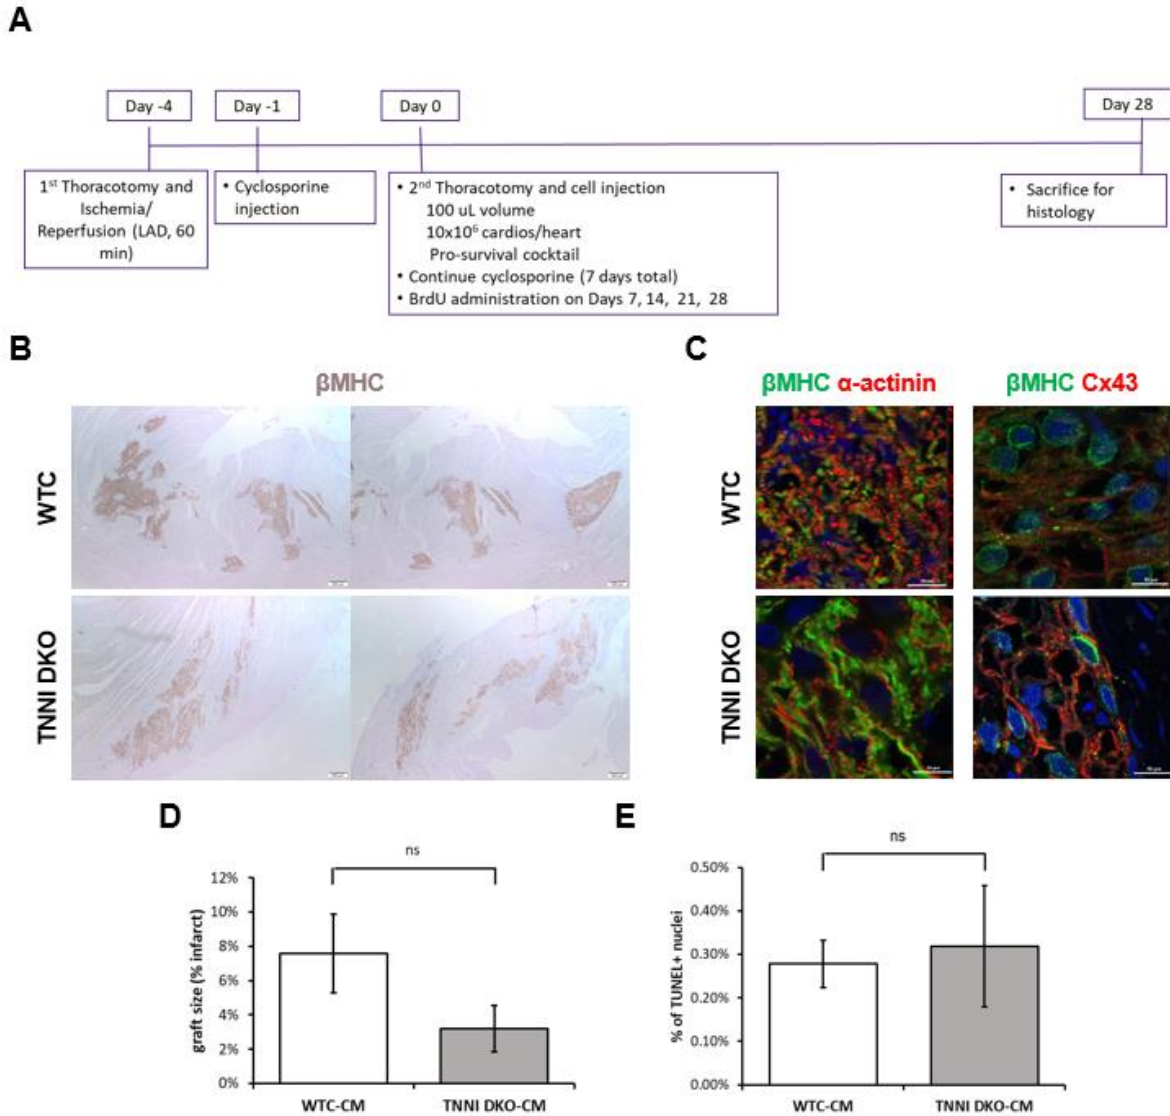 A
Day -4
Day -1
Day 0
Day 28
1st Thoracotomy and
Ischemia/
Reperfusion (LAD, 60
min)
• Cyclosporine
injection
• 2nd Thoracotomy and cell injection
100 uL volume
10x10⁶ cardios/heart
Pro-survival cocktail
• Continue cyclosporine (7 days total)
• BrdU administration on Days 7, 14, 21, 28
• Sacrifice for
histology
B
βMHC
WTC
TNNI DKO
C
βMHC α-actinin
βMHC Cx43
WTC
TNNI DKO
D
ns
graft size (% infarct)
12%
10%
8%
6%
4%
2%
0%
WTC-CM
TNNI DKO-CM
E
ns
% of TUNEL+ nuclei
0.50%
0.40%
0.30%
0.20%
0.10%
0.00%
WTC-CM
TNNI DKO-CM